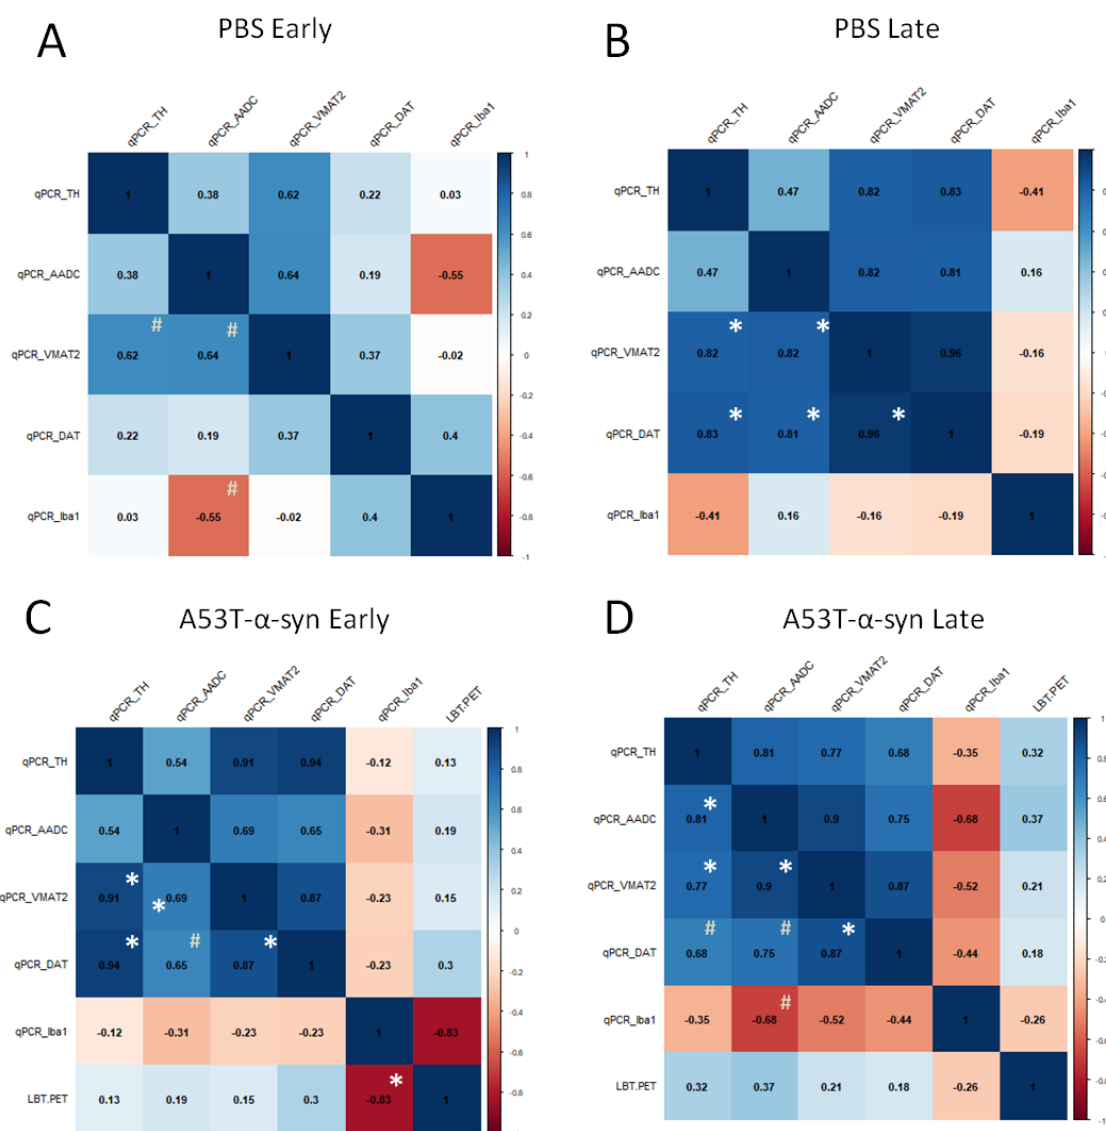 A
PBS Early
qPCR_TH qPCR_AADC qPCR_VMAT2 qPCR_DAT qPCR_Iba1
qPCR_TH 1 0.38 0.62 0.22 0.03
qPCR_AADC 0.38 1 0.64 0.19 -0.55
# #
qPCR_VMAT2 0.62 0.64 1 0.37 -0.02
qPCR_DAT 0.22 0.19 0.37 1 0.4
#
qPCR_Iba1 0.03 -0.55 -0.02 0.4 1
1
0.8
0.6
0.4
0.2
0
-0.2
-0.4
-0.6
-0.8
-1
B
PBS Late
qPCR_TH qPCR_AADC qPCR_VMAT2 qPCR_DAT qPCR_Iba1
qPCR_TH 1 0.47 0.82 0.83 -0.41
qPCR_AADC 0.47 1 0.82 0.81 0.16
* *
qPCR_VMAT2 0.82 0.82 1 0.96 -0.16
* * *
qPCR_DAT 0.83 0.81 0.96 1 -0.19
qPCR_Iba1 -0.41 0.16 -0.16 -0.19 1
C
A53T-α-syn Early
qPCR_TH qPCR_AADC qPCR_VMAT2 qPCR_DAT qPCR_Iba1 LBT.PET
qPCR_TH 1 0.54 0.91 0.94 -0.12 0.13
qPCR_AADC 0.54 1 0.69 0.65 -0.31 0.19
*
qPCR_VMAT2 0.91 * 0.69 1 0.87 -0.23 0.15
* # *
qPCR_DAT 0.94 0.65 0.87 1 -0.23 0.3
qPCR_Iba1 -0.12 -0.31 -0.23 -0.23 1 -0.83
*
LBT.PET 0.13 0.19 0.15 0.3 -0.83 1
1
0.8
0.6
0.4
0.2
0
-0.2
-0.4
-0.6
-0.8
D
A53T-α-syn Late
qPCR_TH qPCR_AADC qPCR_VMAT2 qPCR_DAT qPCR_Iba1 LBT.PET
qPCR_TH 1 0.81 0.77 0.68 -0.35 0.32
*
qPCR_AADC 0.81 1 0.9 0.75 -0.68 0.37
* *
qPCR_VMAT2 0.77 0.9 1 0.87 -0.52 0.21
# # *
qPCR_DAT 0.68 0.75 0.87 1 -0.44 0.18
#
qPCR_Iba1 -0.35 -0.68 -0.52 -0.44 1 -0.26
LBT.PET 0.32 0.37 0.21 0.18 -0.26 1